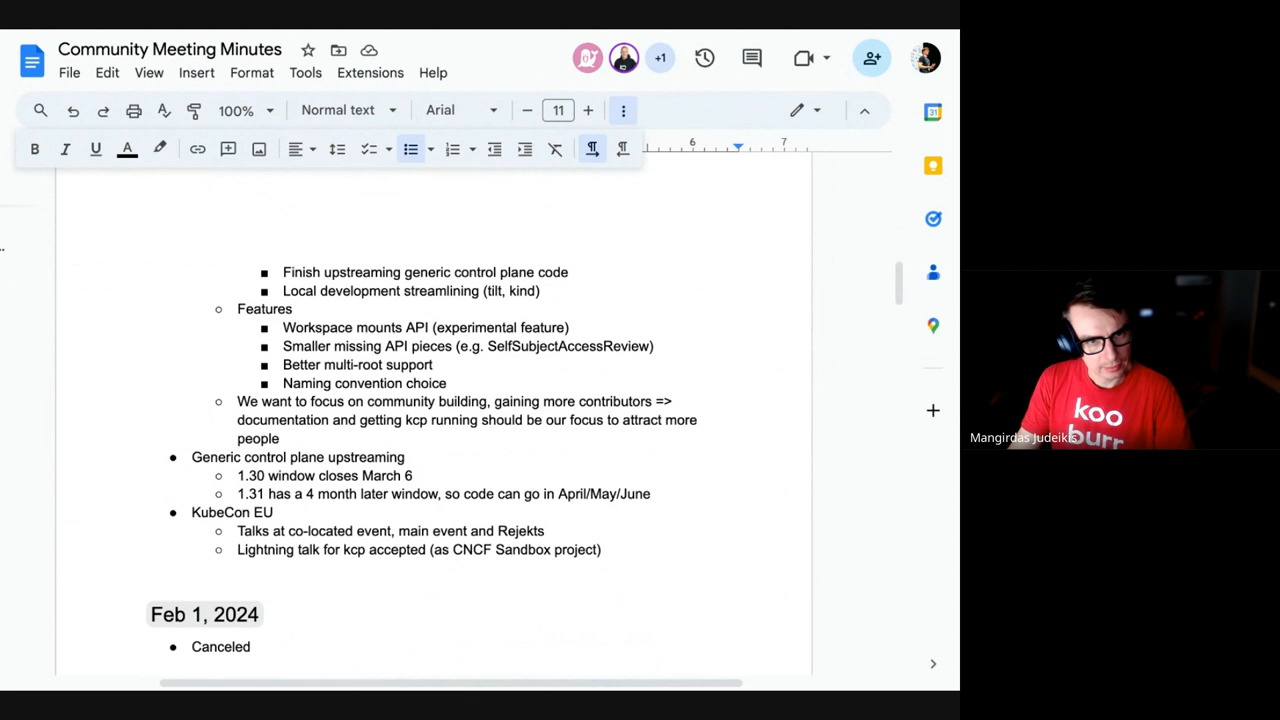 Community Meeting Minutes
+1
File Edit View Insert Format Tools Extensions Help
100% Normal text Arial 11
B I U A
6 7
31
Finish upstreaming generic control plane code
Local development streamlining (tilt, kind)
Features
Workspace mounts API (experimental feature)
Smaller missing API pieces (e.g. SelfSubjectAccessReview)
Better multi-root support
Naming convention choice
We want to focus on community building, gaining more contributors =>
documentation and getting kcp running should be our focus to attract more
people
Generic control plane upstreaming
1.30 window closes March 6
1.31 has a 4 month later window, so code can go in April/May/June
KubeCon EU
Talks at co-located event, main event and Rejekts
Lightning talk for kcp accepted (as CNCF Sandbox project)
Feb 1, 2024
Canceled
koo
burr
Mangirdas Judeikis